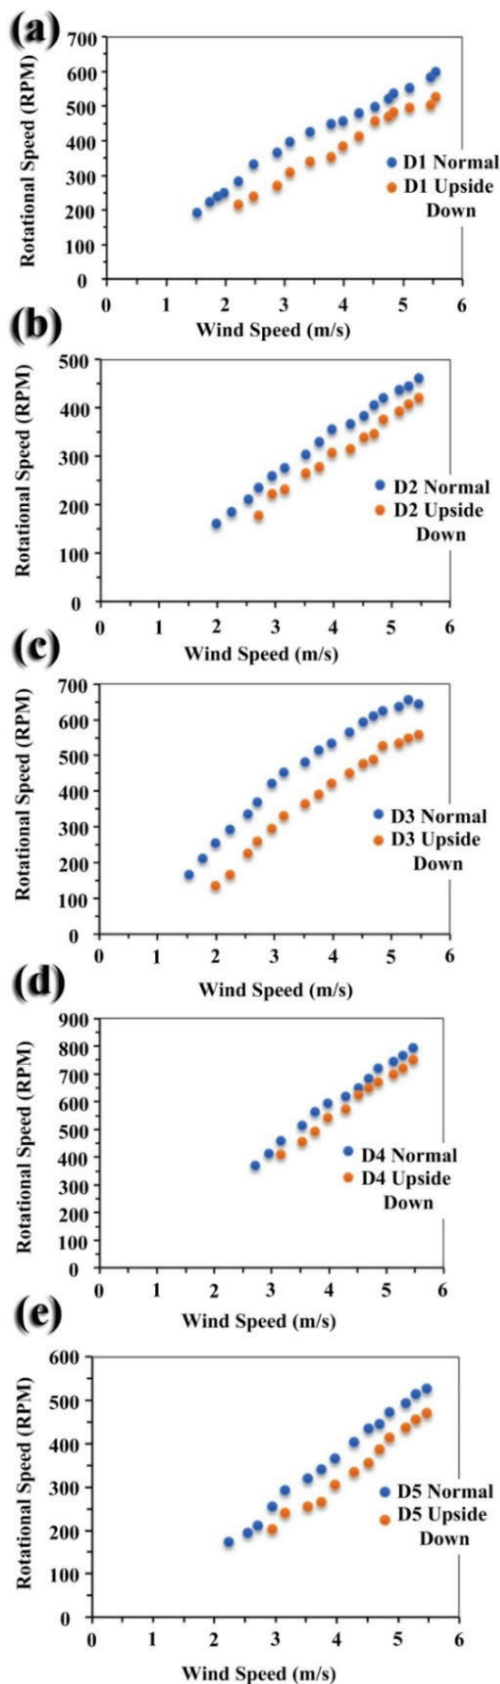 (a)
700
600
500
400
300
200
100
0
Rotational Speed (RPM)
D1 Normal
D1 Upside
Down
0 1 2 3 4 5 6
Wind Speed (m/s)
(b)
500
400
300
200
100
0
Rotational Speed (RPM)
D2 Normal
D2 Upside
Down
0 1 2 3 4 5 6
Wind Speed (m/s)
(c)
700
600
500
400
300
200
100
0
Rotational Speed (RPM)
D3 Normal
D3 Upside
Down
0 1 2 3 4 5 6
Wind Speed (m/s)
(d)
900
800
700
600
500
400
300
200
100
0
Rotational Speed (RPM)
D4 Normal
D4 Upside
Down
0 1 2 3 4 5 6
Wind Speed (m/s)
(e)
600
500
400
300
200
100
0
Rotational Speed (RPM)
D5 Normal
D5 Upside
Down
0 1 2 3 4 5 6
Wind Speed (m/s)